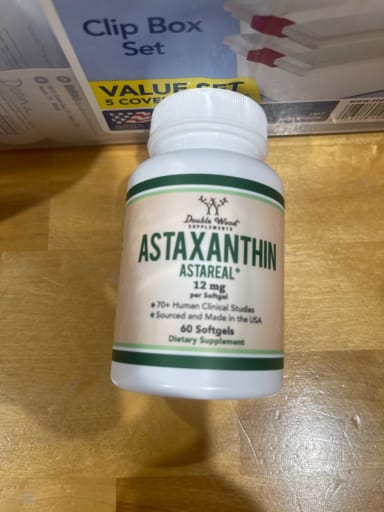 Clip Box
Set
VALUE SET
5 COVE
Double Wood
SUPPLEMENTS
ASTAXANTHIN
ASTAREAL®
12 mg
per Softgel
70+ Human Clinical Studies
Sourced and Made in the USA
60 Softgels
Dietary Supplement